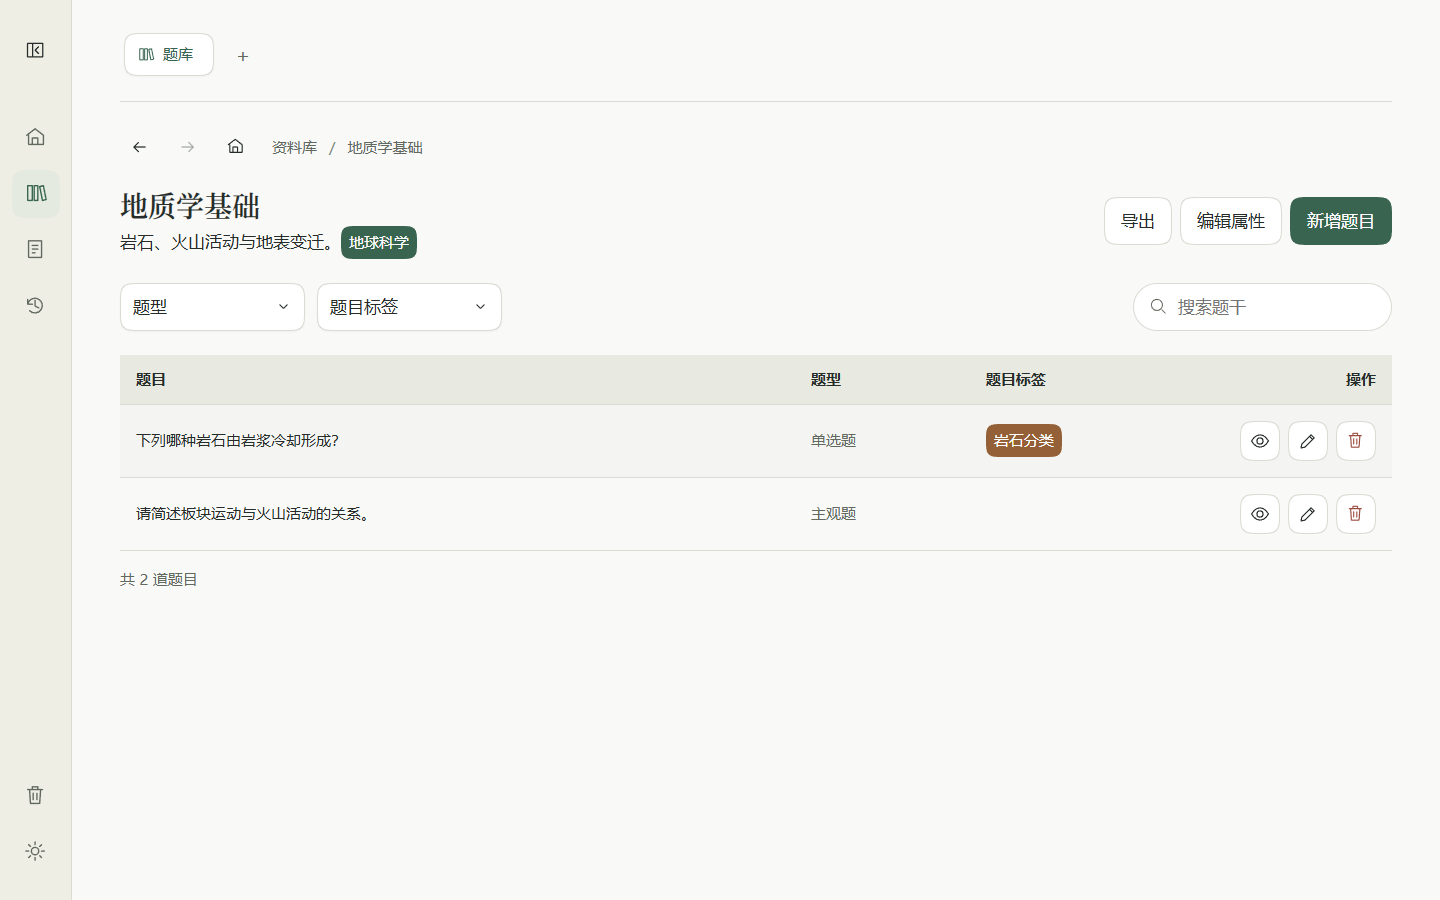 题库
+
资料库 / 地质学基础
地质学基础
岩石、火山活动与地表变迁。 地球科学
导出 编辑属性 新增题目
题型 题目标签 搜索题干
题目 题型 题目标签 操作
下列哪种岩石由岩浆冷却形成? 单选题 岩石分类
请简述板块运动与火山活动的关系。 主观题
共 2 道题目